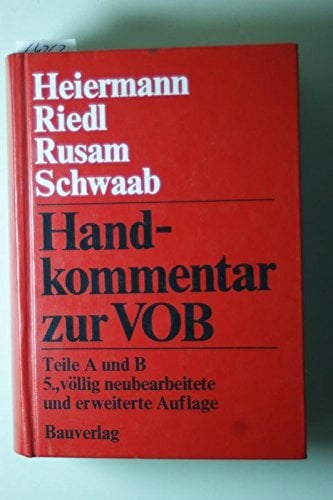 Heiermann
Riedl
Rusam
Schwaab
Hand-
kommentar
zur VOB
Teile A und B
5., völlig neubearbeitete
und erweiterte Auflage
Bauverlag